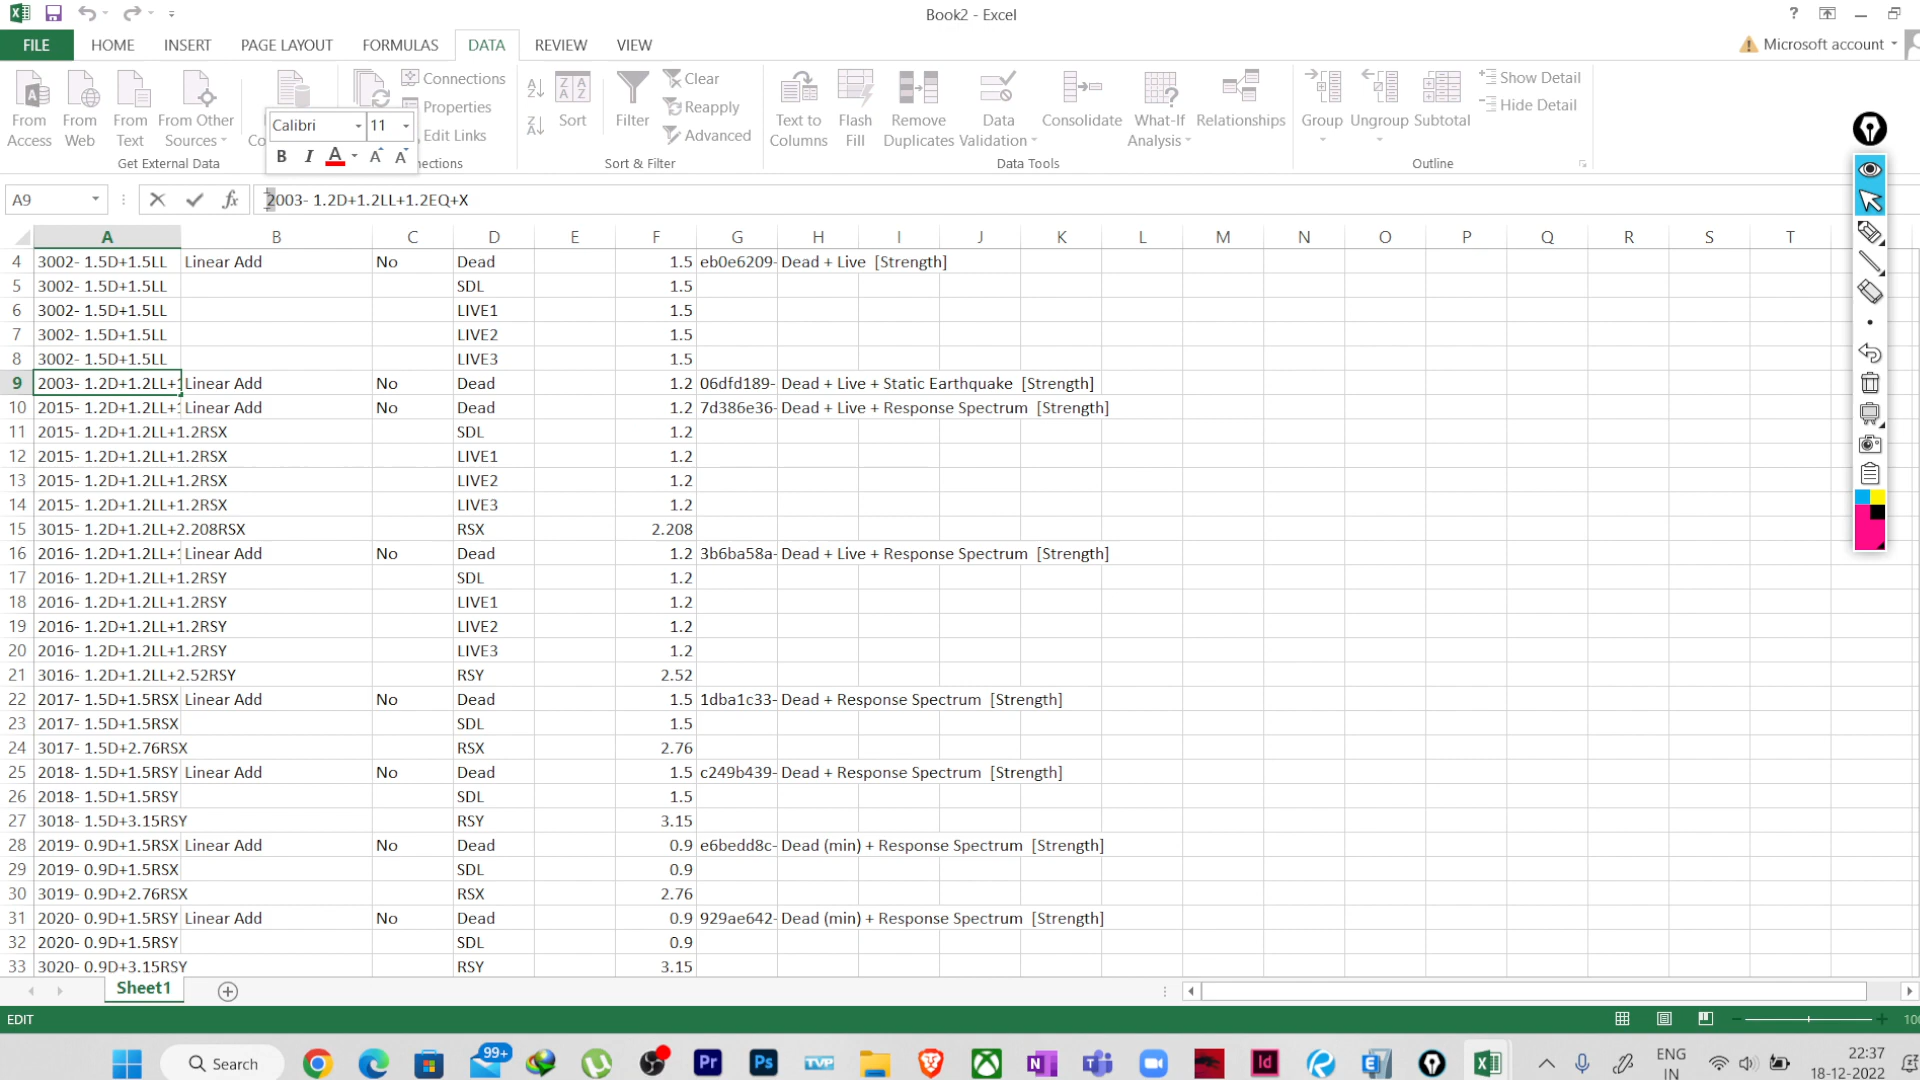 Book2 - Excel
?
FILE HOME INSERT PAGE LAYOUT FORMULAS DATA REVIEW VIEW
Microsoft account
From Access
From Web
From Text
From Other Sources
Get External Data
Connections
Properties
Edit Links
Calibri 11
B I A A A
Sort
Filter
Clear
Reapply
Advanced
Sort & Filter
Text to Columns
Flash Fill
Remove Duplicates
Data Validation
Consolidate
What-If Analysis
Relationships
Data Tools
Group
Ungroup
Subtotal
Show Detail
Hide Detail
Outline
A9 fx 2003- 1.2D+1.2LL+1.2EQ+X
A B C D E F G H I J K L M N O P Q R S T
4 3002- 1.5D+1.5LL Linear Add No Dead 1.5 eb0e6209- Dead + Live [Strength]
5 3002- 1.5D+1.5LL SDL 1.5
6 3002- 1.5D+1.5LL LIVE1 1.5
7 3002- 1.5D+1.5LL LIVE2 1.5
8 3002- 1.5D+1.5LL LIVE3 1.5
9 2003- 1.2D+1.2LL+1 Linear Add No Dead 1.2 06dfd189- Dead + Live + Static Earthquake [Strength]
10 2015- 1.2D+1.2LL+1 Linear Add No Dead 1.2 7d386e36- Dead + Live + Response Spectrum [Strength]
11 2015- 1.2D+1.2LL+1.2RSX SDL 1.2
12 2015- 1.2D+1.2LL+1.2RSX LIVE1 1.2
13 2015- 1.2D+1.2LL+1.2RSX LIVE2 1.2
14 2015- 1.2D+1.2LL+1.2RSX LIVE3 1.2
15 3015- 1.2D+1.2LL+2.208RSX RSX 2.208
16 2016- 1.2D+1.2LL+1 Linear Add No Dead 1.2 3b6ba58a- Dead + Live + Response Spectrum [Strength]
17 2016- 1.2D+1.2LL+1.2RSY SDL 1.2
18 2016- 1.2D+1.2LL+1.2RSY LIVE1 1.2
19 2016- 1.2D+1.2LL+1.2RSY LIVE2 1.2
20 2016- 1.2D+1.2LL+1.2RSY LIVE3 1.2
21 3016- 1.2D+1.2LL+2.52RSY RSY 2.52
22 2017- 1.5D+1.5RSX Linear Add No Dead 1.5 1dba1c33- Dead + Response Spectrum [Strength]
23 2017- 1.5D+1.5RSX SDL 1.5
24 3017- 1.5D+2.76RSX RSX 2.76
25 2018- 1.5D+1.5RSY Linear Add No Dead 1.5 c249b439- Dead + Response Spectrum [Strength]
26 2018- 1.5D+1.5RSY SDL 1.5
27 3018- 1.5D+3.15RSY RSY 3.15
28 2019- 0.9D+1.5RSX Linear Add No Dead 0.9 e6bedd8c- Dead (min) + Response Spectrum [Strength]
29 2019- 0.9D+1.5RSX SDL 0.9
30 3019- 0.9D+2.76RSX RSX 2.76
31 2020- 0.9D+1.5RSY Linear Add No Dead 0.9 929ae642- Dead (min) + Response Spectrum [Strength]
32 2020- 0.9D+1.5RSY SDL 0.9
33 3020- 0.9D+3.15RSY RSY 3.15
Sheet1
EDIT
Search
99+
Pr Ps TVP Id
ENG IN
22:37
18-12-2022